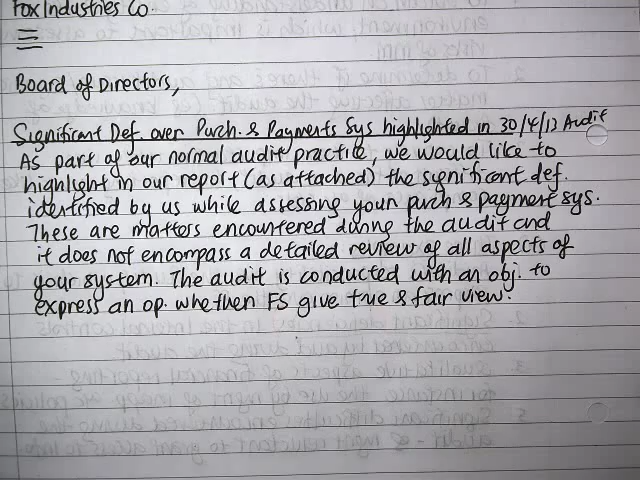 Fox Industries Co.
Board of Directors,
Significant Def. over Purch. & Payments Sys highlighted in 30/4/13 Audit
As part of our normal audit practice, we would like to
highlight in our report (as attached) the significant def.
identified by us while assessing your purch & payment sys.
These are matters encountered during the audit and
it does not encompass a detailed review of all aspects of
your system. The audit is conducted with an obj. to
express an op. whether FS give true & fair view.